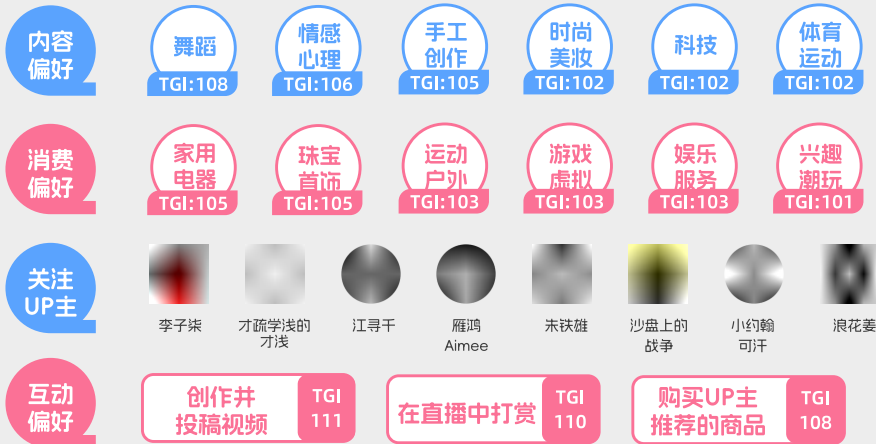 内容
偏好
舞蹈
TGI:108
情感
心理
TGI:106
手工
创作
TGI:105
时尚
美妆
TGI:102
科技
TGI:102
体育
运动
TGI:102
消费
偏好
家用
电器
TGI:105
珠宝
首饰
TGI:105
运动
户外
TGI:103
游戏
虚拟
TGI:103
娱乐
服务
TGI:103
兴趣
潮玩
TGI:101
关注
UP主
李子柒
才疏学浅的
才浅
江寻千
雁鸿
Aimee
朱铁雄
沙盘上的
战争
小约翰
可汗
浪花姜
互动
偏好
创作并
投稿视频
TGI
111
在直播中打赏
TGI
110
购买UP主
推荐的商品
TGI
108